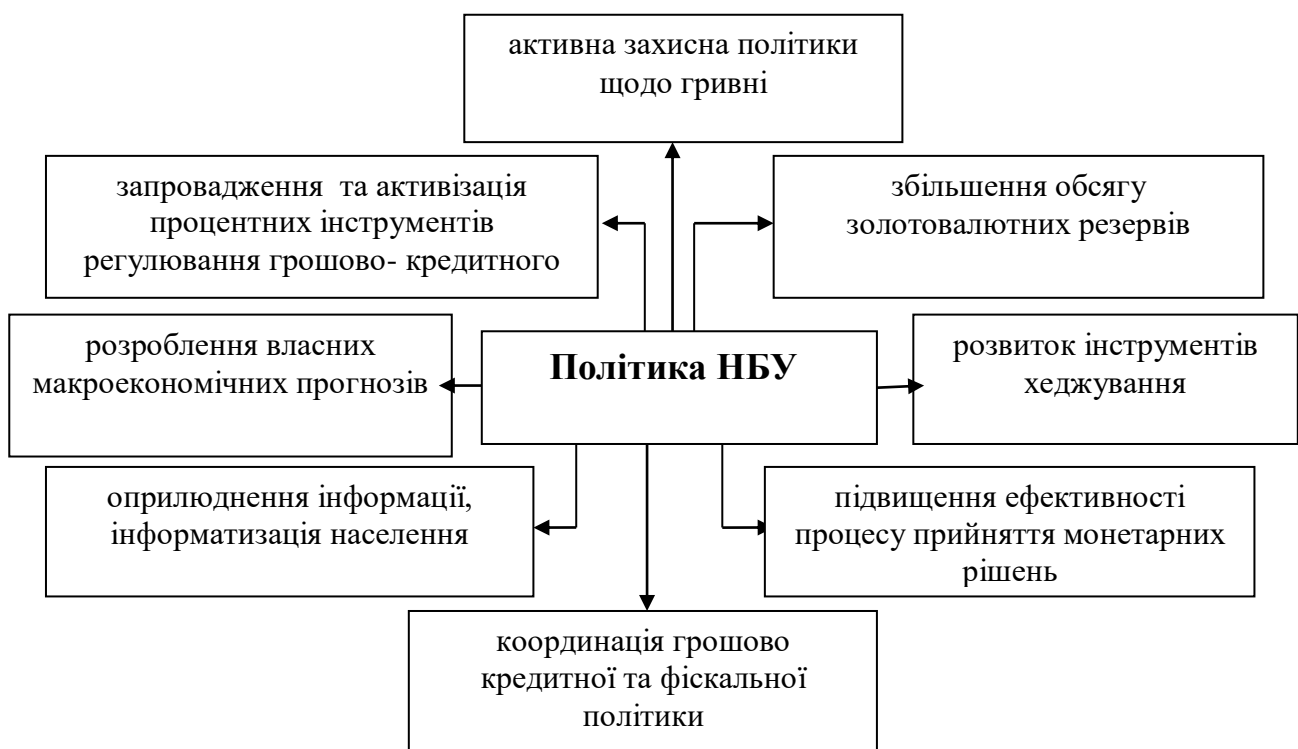 активна захисна політики
щодо гривні
запровадження та активізація
процентних інструментів
регулювання грошово- кредитного
збільшення обсягу
золотовалютних резервів
розроблення власних
макроекономічних прогнозів
Політика НБУ
розвиток інструментів
хеджування
оприлюднення інформації,
інформатизація населення
підвищення ефективності
процесу прийняття монетарних
рішень
координація грошово
кредитної та фіскальної
політики